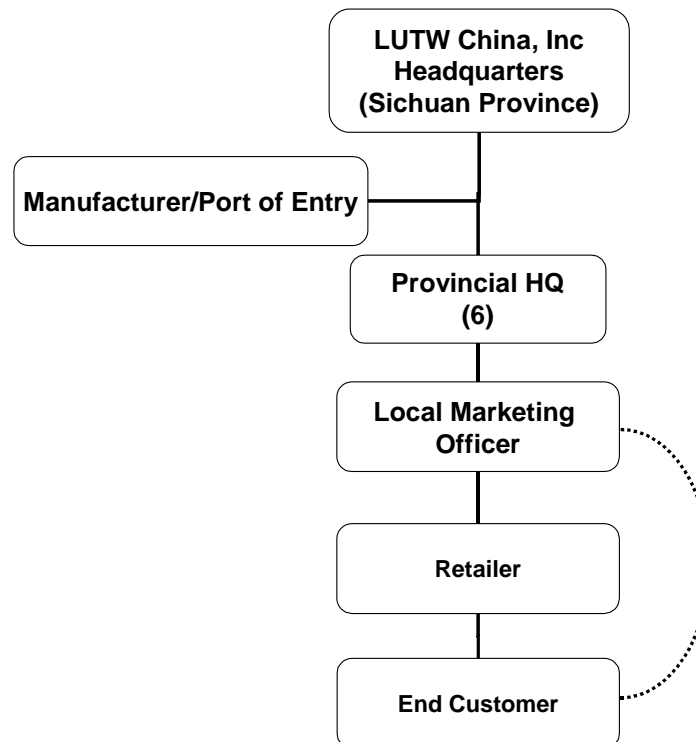 LUTW China, Inc
Headquarters
(Sichuan Province)
Manufacturer/Port of Entry
Provincial HQ
(6)
Local Marketing
Officer
Retailer
End Customer